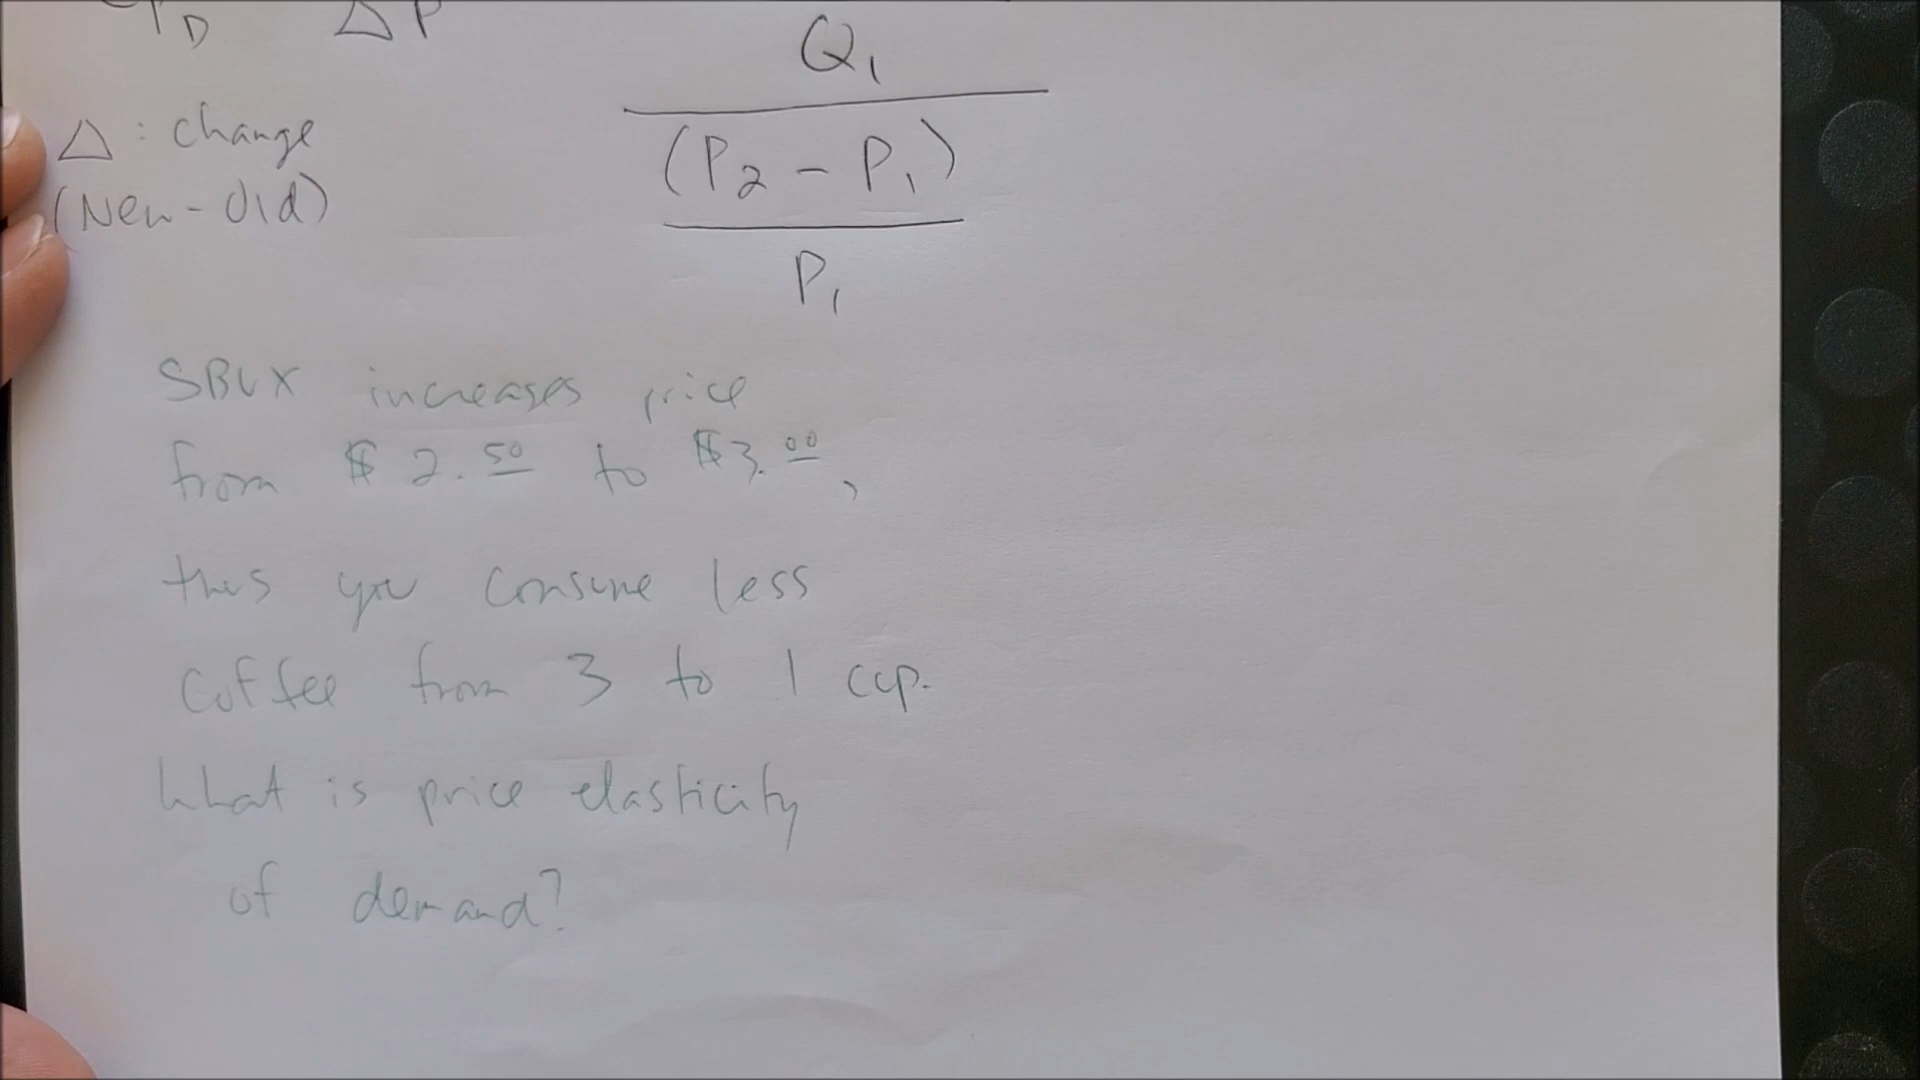 D ΔP
Q₁
Δ: change
(New - Old)
(P₂ - P₁)
P₁
SBUX increases price
from $2.50 to $3.00,
thus you consume less
coffee from 3 to 1 cup.
What is price elasticity
of demand?